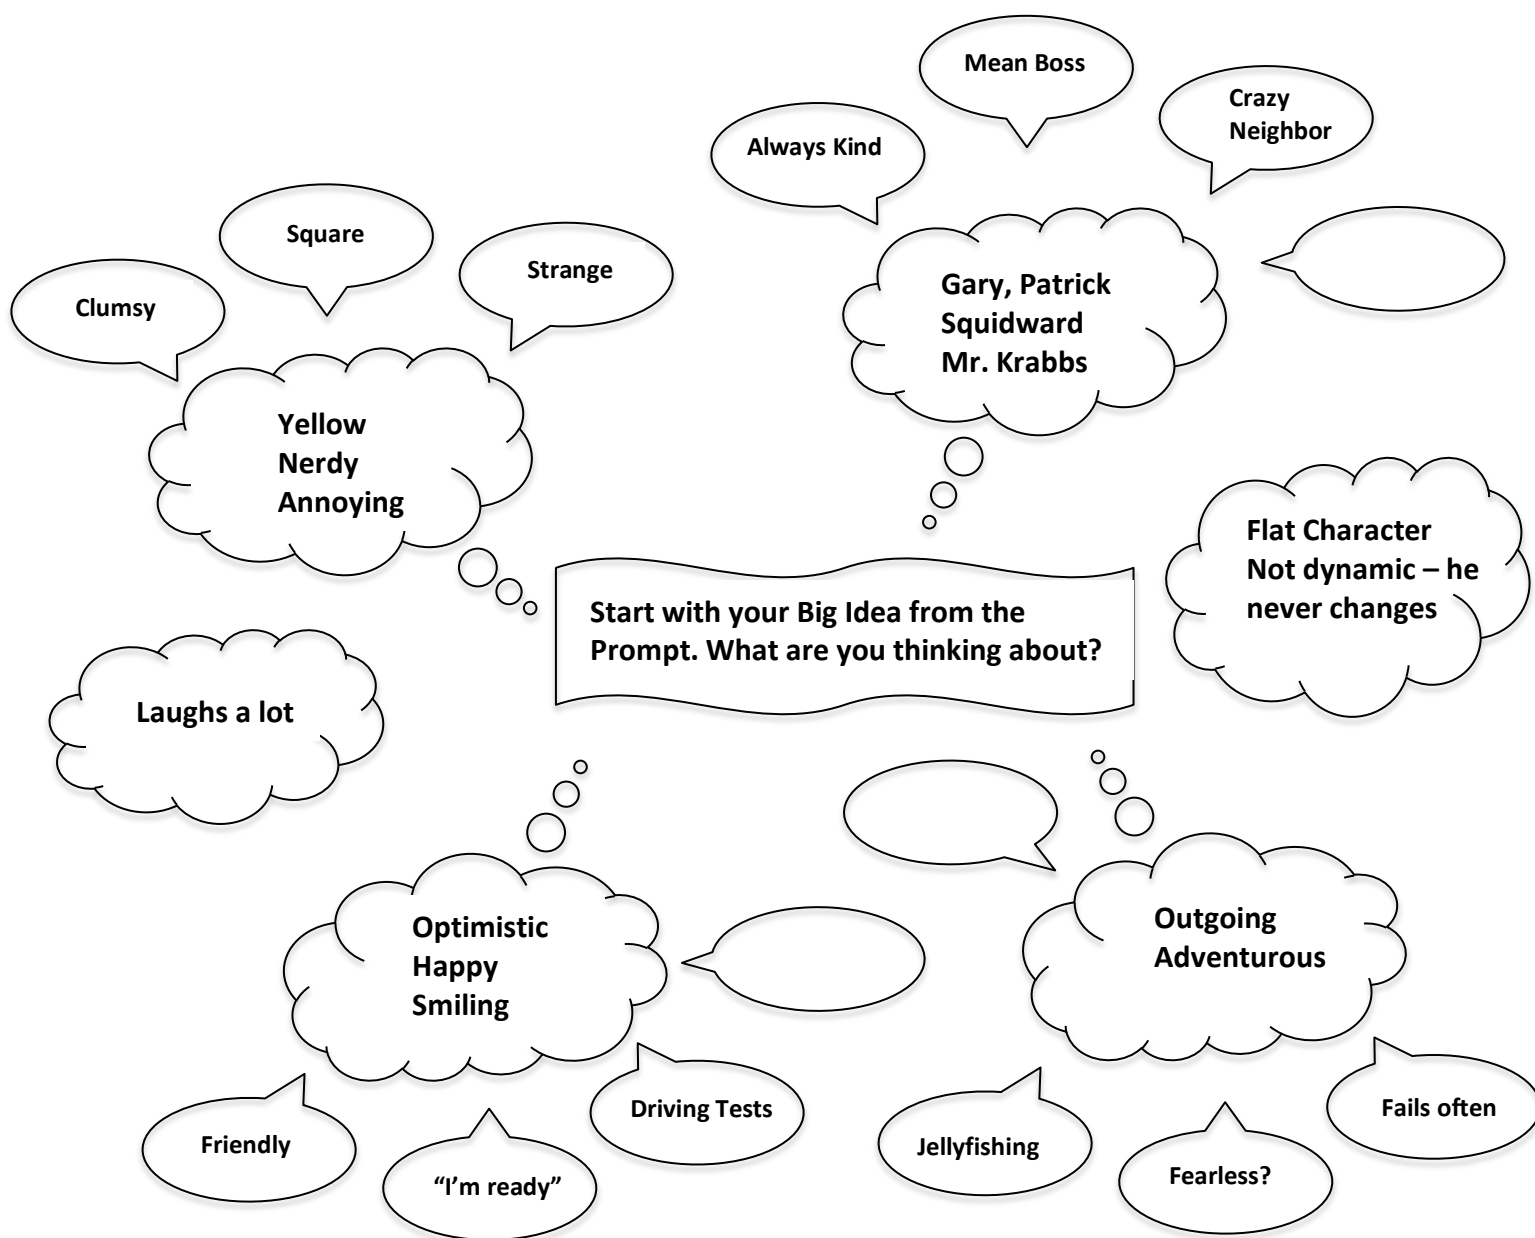 Mean Boss
Crazy
Neighbor
Always Kind
Square
Strange
Clumsy
Gary, Patrick
Squidward
Mr. Krabbs
Yellow
Nerdy
Annoying
Flat Character
Not dynamic – he
never changes
Start with your Big Idea from the
Prompt. What are you thinking about?
Laughs a lot
Optimistic
Happy
Smiling
Outgoing
Adventurous
Driving Tests
Fails often
Friendly
Jellyfishing
"I'm ready"
Fearless?